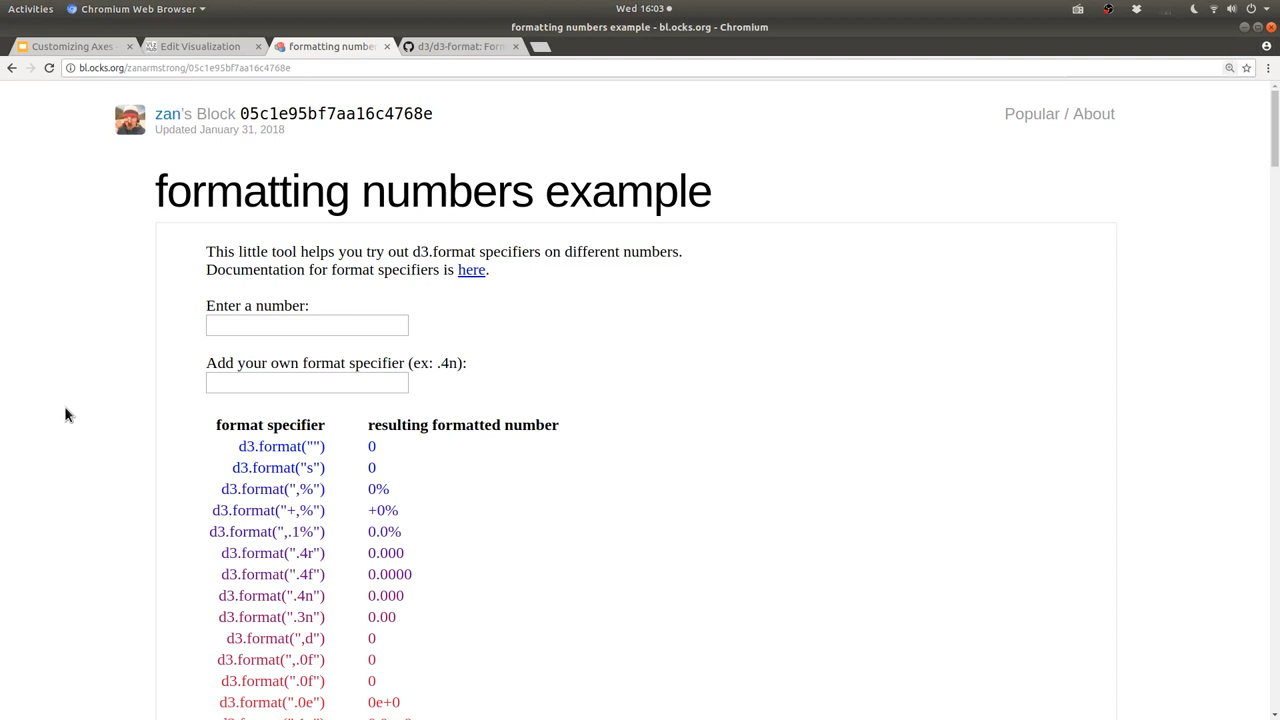 Activities
Chromium Web Browser
Wed 16:03
formatting numbers example - bl.ocks.org - Chromium
Customizing Axes
Edit Visualization
formatting number
d3/d3-format: Form
bl.ocks.org/zanarmstrong/05c1e95bf7aa16c4768e
zan's Block 05c1e95bf7aa16c4768e
Popular / About
Updated January 31, 2018
formatting numbers example
This little tool helps you try out d3.format specifiers on different numbers.
Documentation for format specifiers is here.
Enter a number:
Add your own format specifier (ex: .4n):
format specifier resulting formatted number
d3.format("") 0
d3.format("s") 0
d3.format(",%") 0%
d3.format("+,%") +0%
d3.format(",.1%") 0.0%
d3.format(".4r") 0.000
d3.format(".4f") 0.0000
d3.format(".4n") 0.000
d3.format(".3n") 0.00
d3.format(",d") 0
d3.format(",.0f") 0
d3.format(".0f") 0
d3.format(".0e") 0e+0